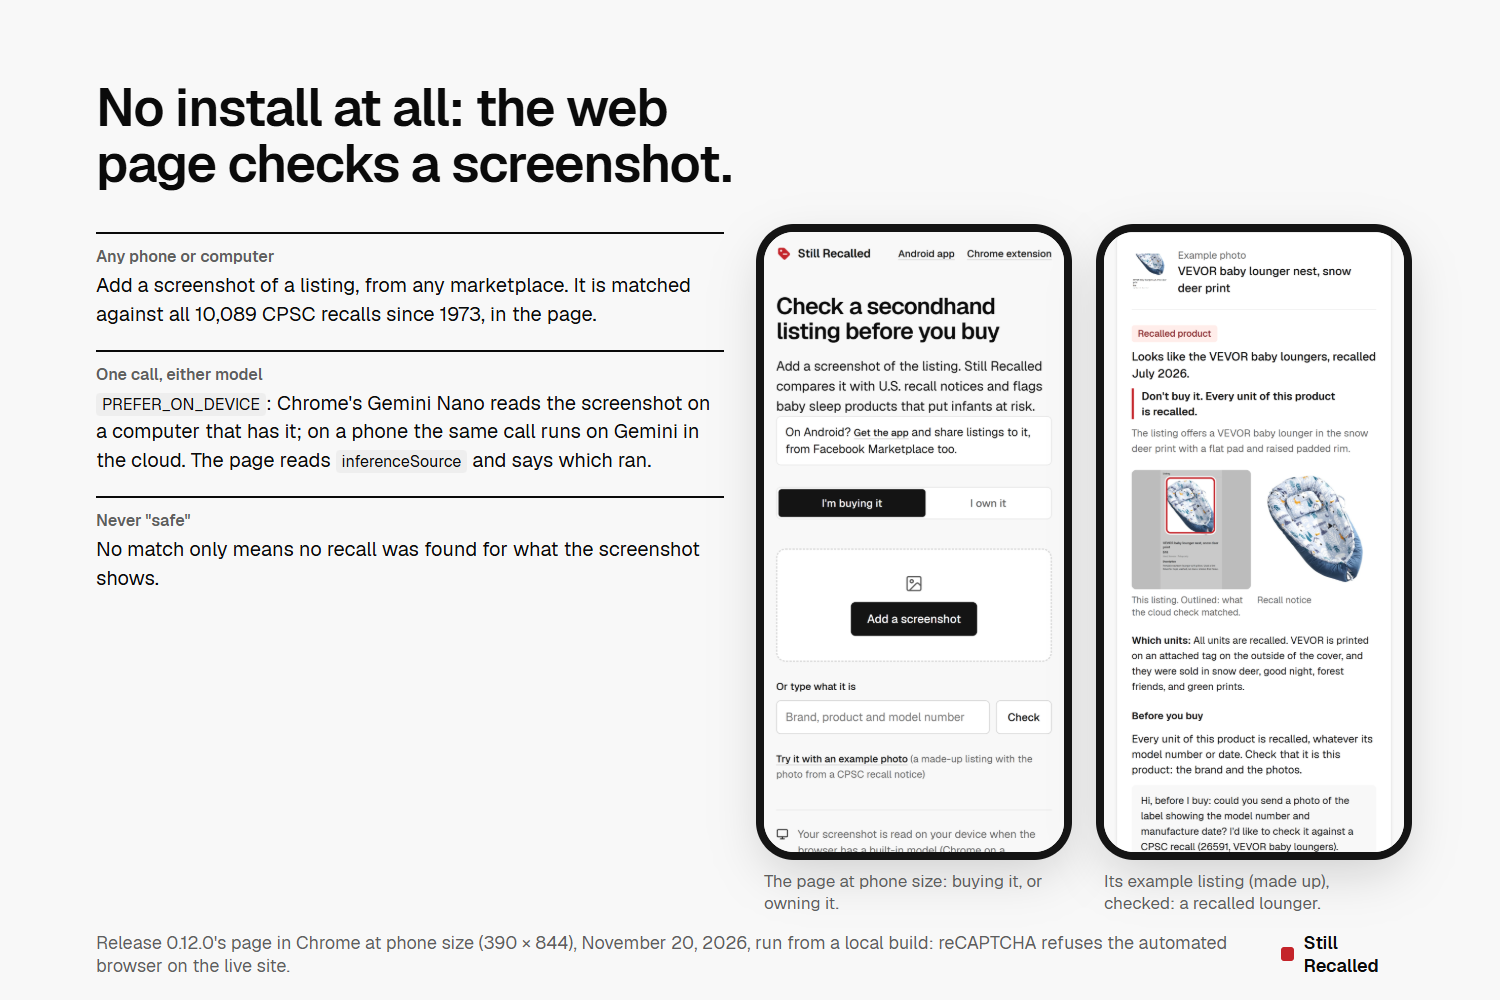 No install at all: the web
page checks a screenshot.
Any phone or computer
Add a screenshot of a listing, from any marketplace. It is matched
against all 10,089 CPSC recalls since 1973, in the page.
One call, either model
PREFER_ON_DEVICE : Chrome's Gemini Nano reads the screenshot on
a computer that has it; on a phone the same call runs on Gemini in
the cloud. The page reads inferenceSource and says which ran.
Never "safe"
No match only means no recall was found for what the screenshot
shows.
Still Recalled
Android app Chrome extension
Check a secondhand
listing before you buy
Add a screenshot of the listing. Still Recalled
compares it with U.S. recall notices and flags
baby sleep products that put infants at risk.
On Android? Get the app and share listings to it,
from Facebook Marketplace too.
I'm buying it
I own it
Add a screenshot
Or type what it is
Brand, product and model number
Check
Try it with an example photo (a made-up listing with the
photo from a CPSC recall notice)
Your screenshot is read on your device when the
browser has a built-in model (Chrome on a
The page at phone size: buying it, or
owning it.
Example photo
VEVOR baby lounger nest, snow
deer print
Recalled product
Looks like the VEVOR baby loungers, recalled
July 2026.
Don't buy it. Every unit of this product
is recalled.
The listing offers a VEVOR baby lounger in the snow
deer print with a flat pad and raised padded rim.
This listing. Outlined: what
the cloud check matched.
Recall notice
Which units: All units are recalled. VEVOR is printed
on an attached tag on the outside of the cover, and
they were sold in snow deer, good night, forest
friends, and green prints.
Before you buy
Every unit of this product is recalled, whatever its
model number or date. Check that it is this
product: the brand and the photos.
Hi, before I buy: could you send a photo of the
label showing the model number and
manufacture date? I'd like to check it against a
CPSC recall (26591, VEVOR baby loungers).
Its example listing (made up),
checked: a recalled lounger.
Release 0.12.0's page in Chrome at phone size (390 × 844), November 20, 2026, run from a local build: reCAPTCHA refuses the automated
browser on the live site.
Still
Recalled